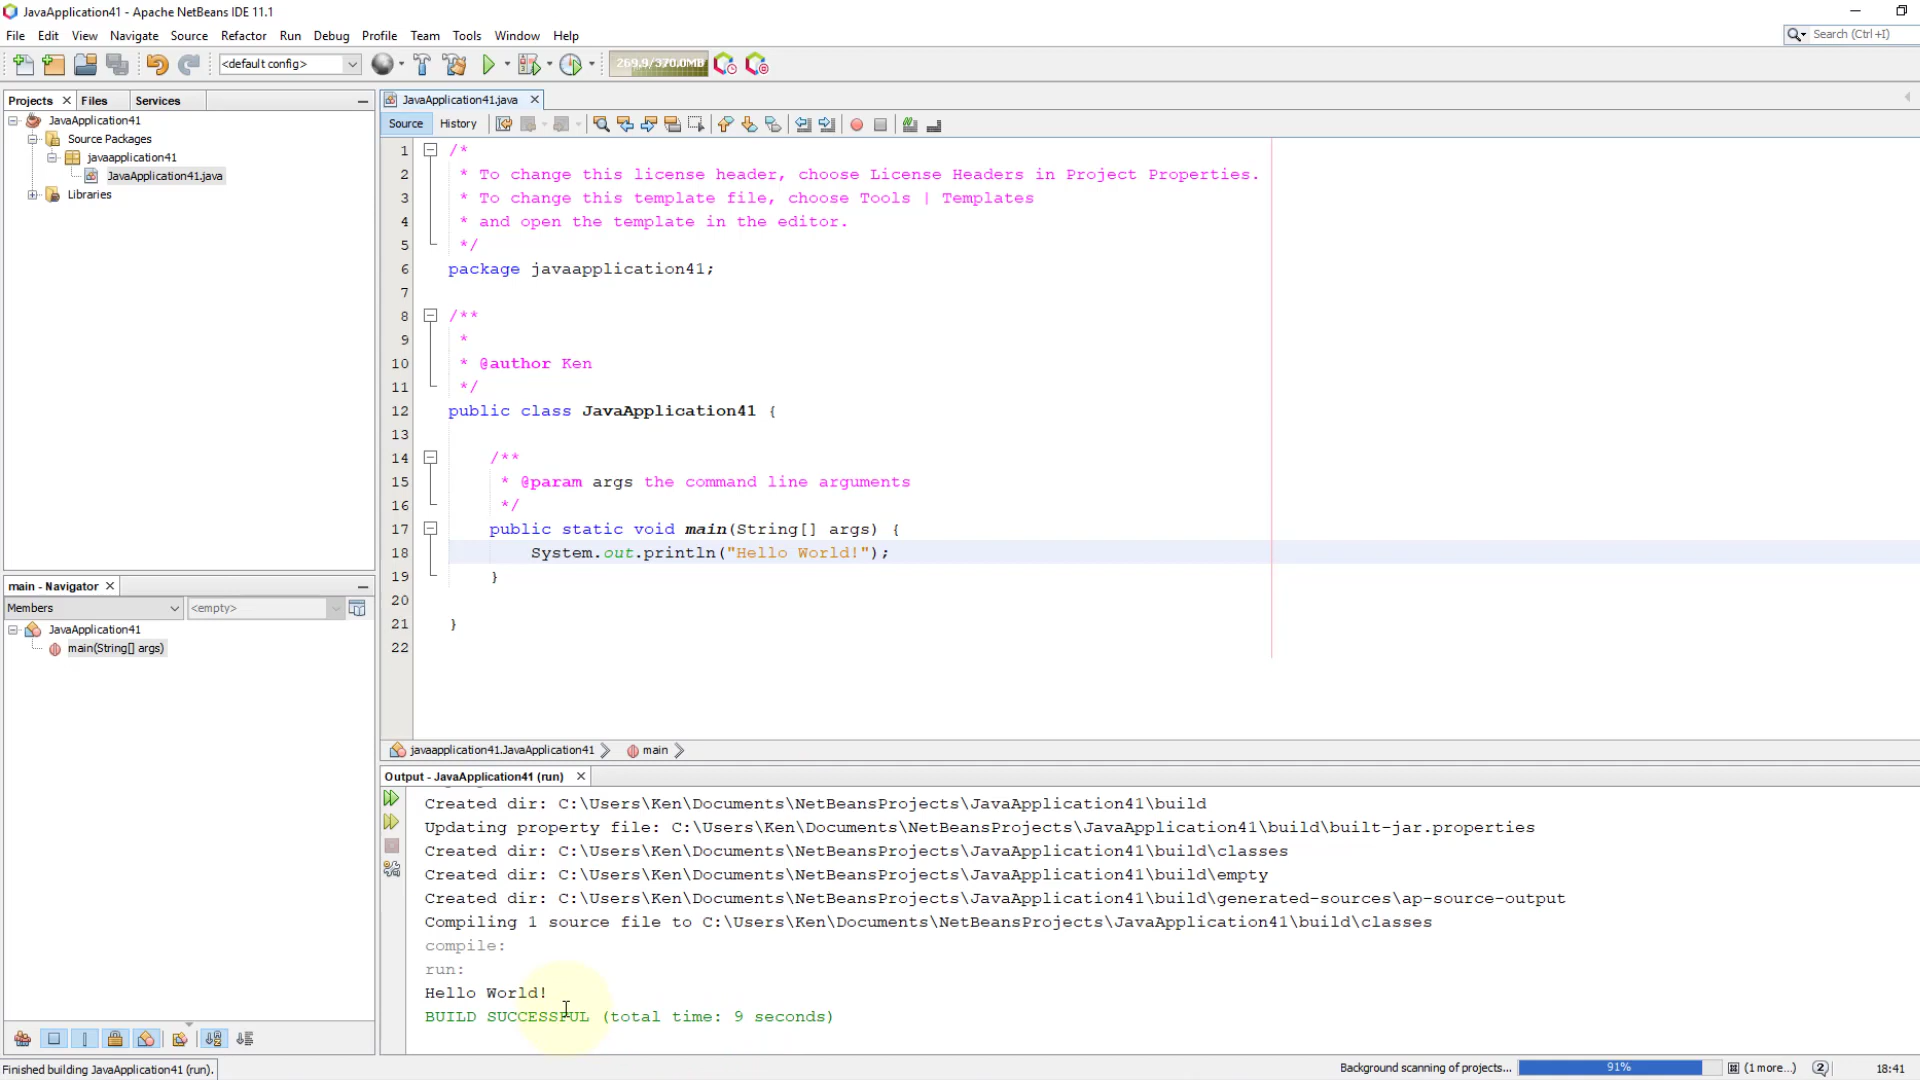 JavaApplication41 - Apache NetBeans IDE 11.1
File Edit View Navigate Source Refactor Run Debug Profile Team Tools Window Help
Search (Ctrl+I)
<default config>
269.9/370.0MB
Projects Files Services
JavaApplication41
Source Packages
javaapplication41
JavaApplication41.java
Libraries
JavaApplication41.java
Source History
1 /*
2 * To change this license header, choose License Headers in Project Properties.
3 * To change this template file, choose Tools | Templates
4 * and open the template in the editor.
5 */
6 package javaapplication41;
7
8 /**
9 *
10 * @author Ken
11 */
12 public class JavaApplication41 {
13
14 /**
15 * @param args the command line arguments
16 */
17 public static void main(String[] args) {
18 System.out.println("Hello World!");
19 }
20
21 }
22
main - Navigator
Members <empty>
JavaApplication41
main(String[] args)
javaapplication41.JavaApplication41 main
Output - JavaApplication41 (run)
Created dir: C:\Users\Ken\Documents\NetBeansProjects\JavaApplication41\build
Updating property file: C:\Users\Ken\Documents\NetBeansProjects\JavaApplication41\build\built-jar.properties
Created dir: C:\Users\Ken\Documents\NetBeansProjects\JavaApplication41\build\classes
Created dir: C:\Users\Ken\Documents\NetBeansProjects\JavaApplication41\build\empty
Created dir: C:\Users\Ken\Documents\NetBeansProjects\JavaApplication41\build\generated-sources\ap-source-output
Compiling 1 source file to C:\Users\Ken\Documents\NetBeansProjects\JavaApplication41\build\classes
compile:
run:
Hello World!
BUILD SUCCESSFUL (total time: 9 seconds)
Finished building JavaApplication41 (run).
Background scanning of projects... 91% (1 more...) 2 18:41